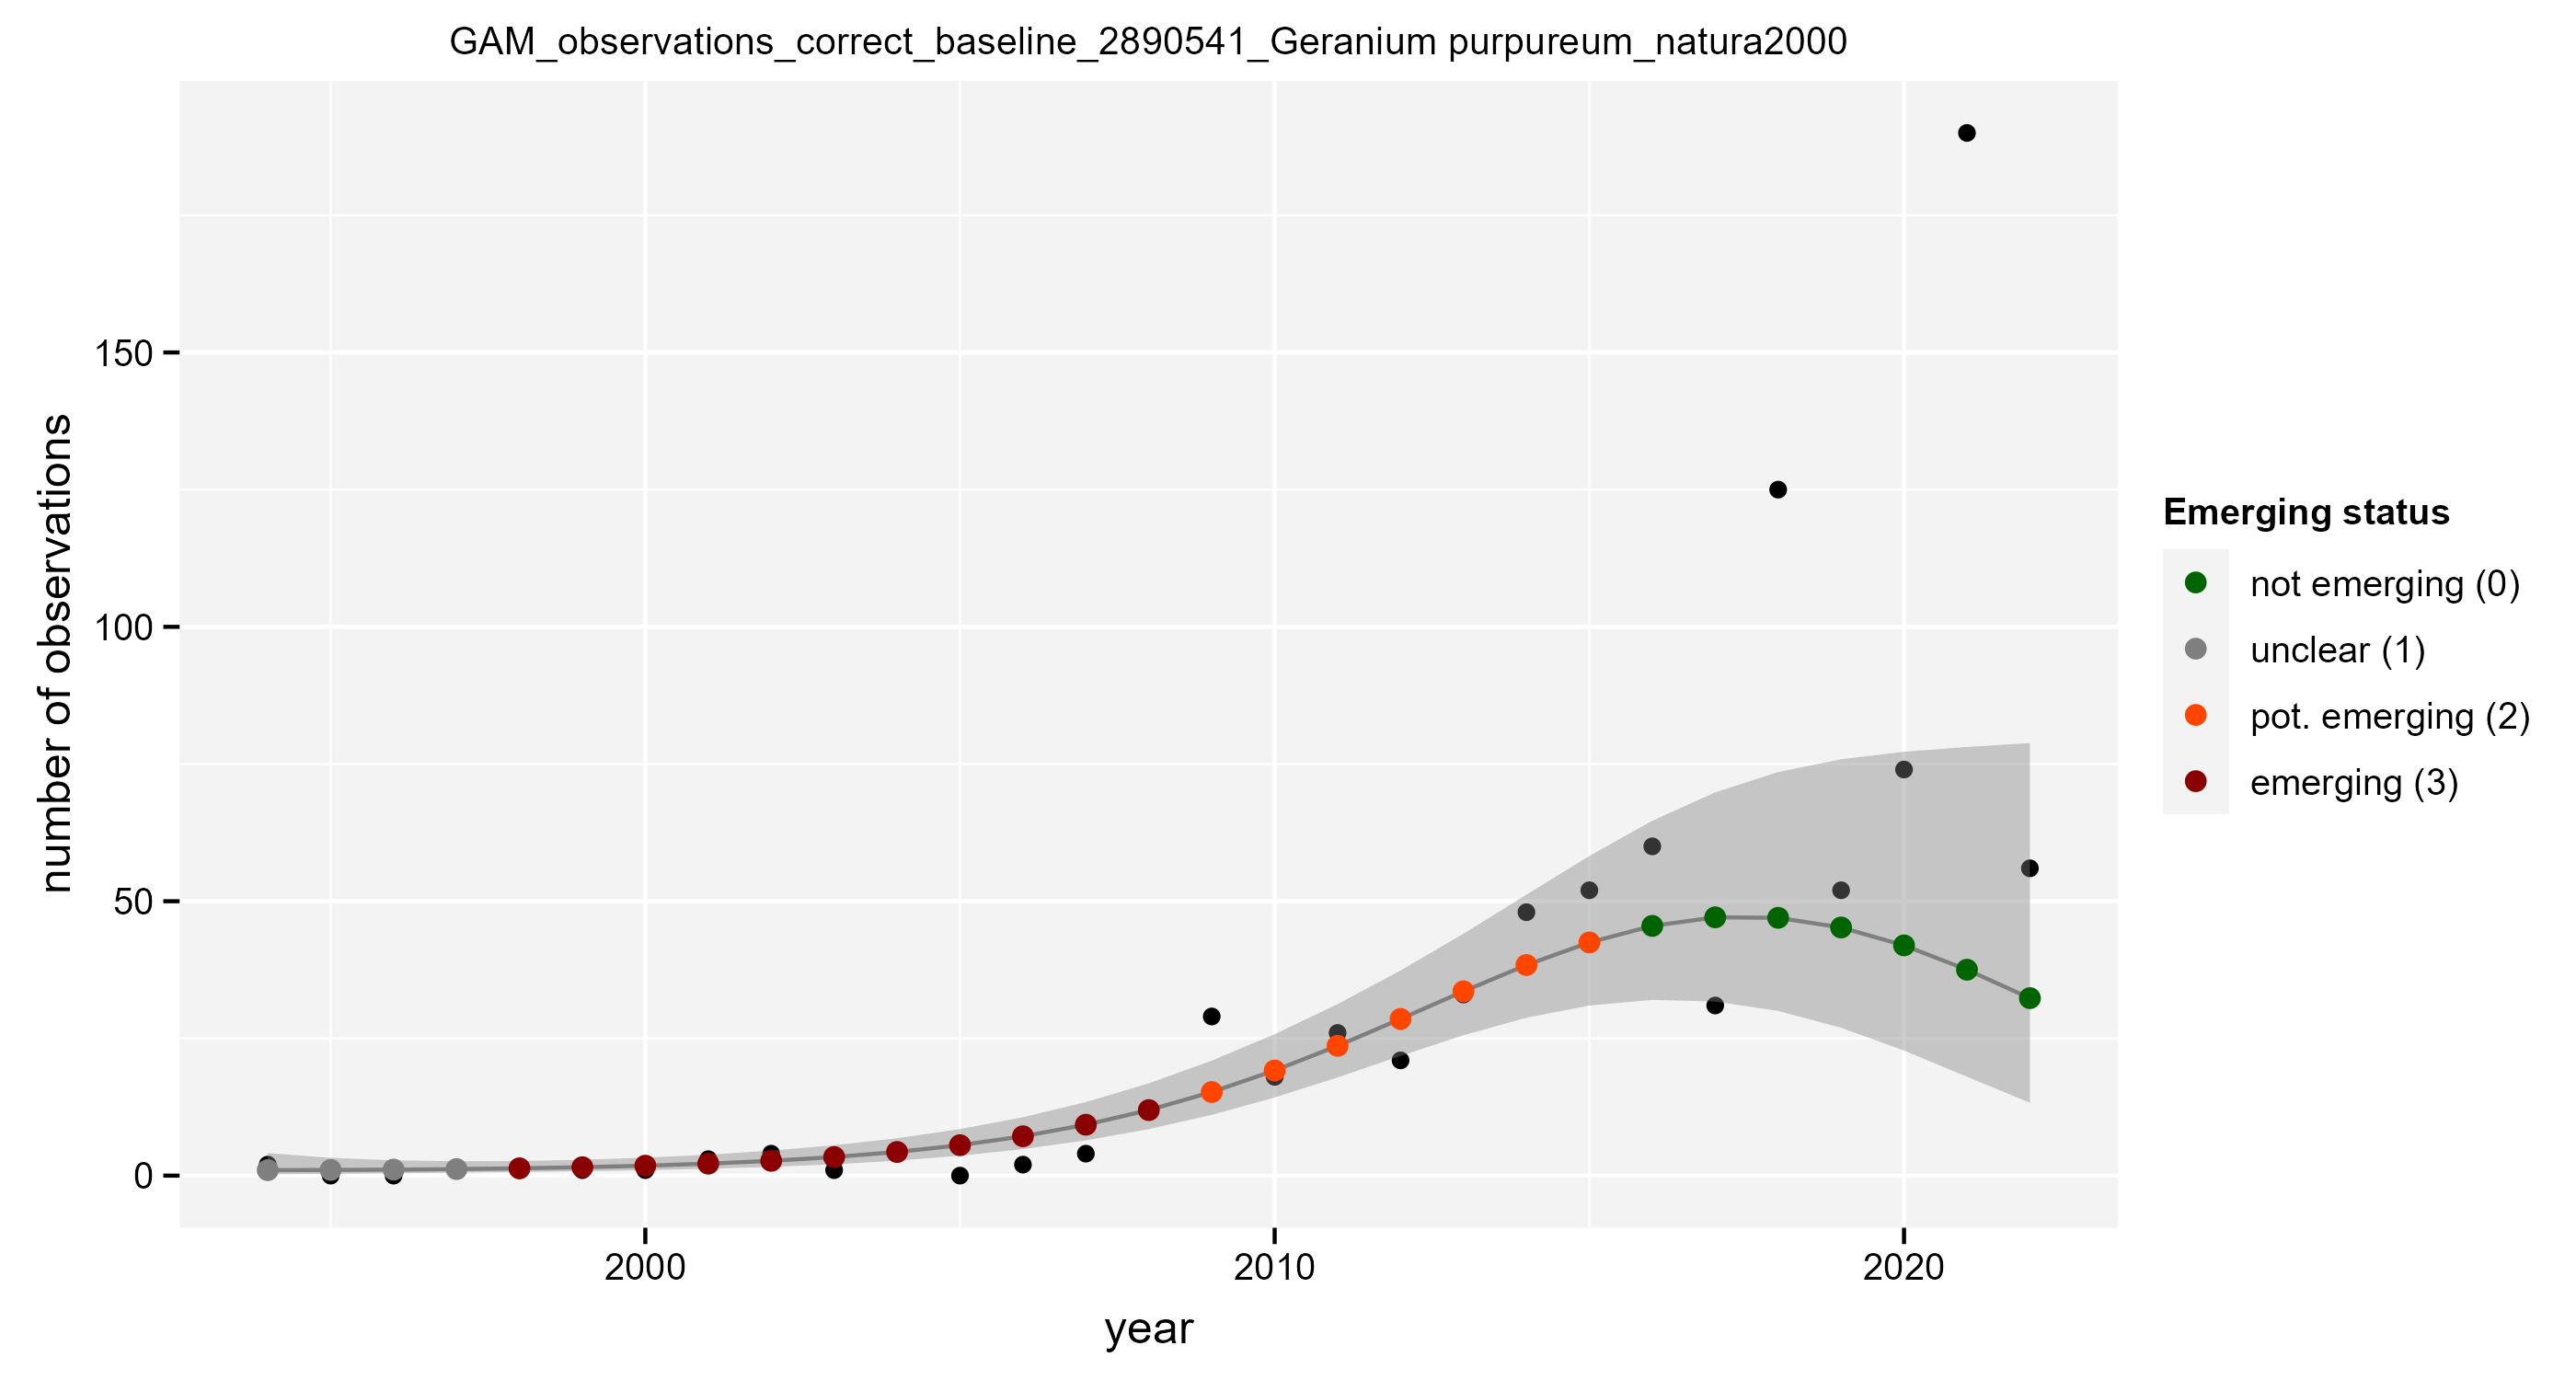 GAM_observations_correct_baseline_2890541_Geranium purpureum_natura2000
number of observations
150
100
50
0
2000
2010
2020
year
Emerging status
not emerging (0)
unclear (1)
pot. emerging (2)
emerging (3)